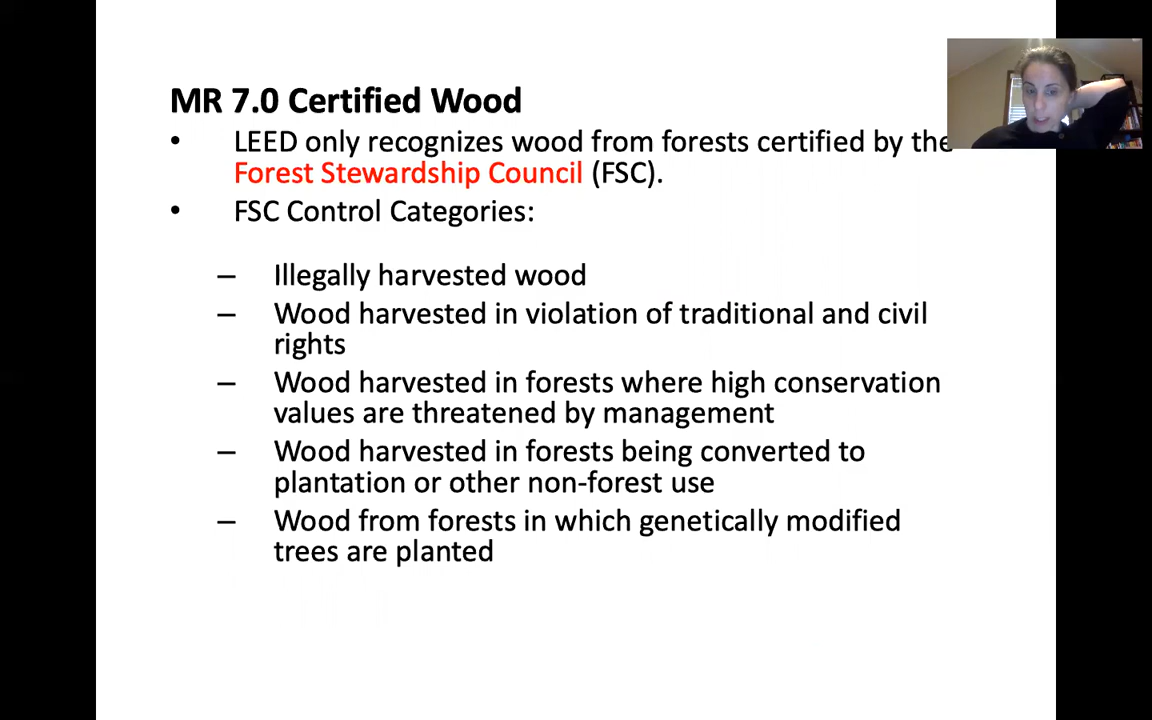 MR 7.0 Certified Wood
• LEED only recognizes wood from forests certified by the
Forest Stewardship Council (FSC).
• FSC Control Categories:
– Illegally harvested wood
– Wood harvested in violation of traditional and civil
rights
– Wood harvested in forests where high conservation
values are threatened by management
– Wood harvested in forests being converted to
plantation or other non-forest use
– Wood from forests in which genetically modified
trees are planted